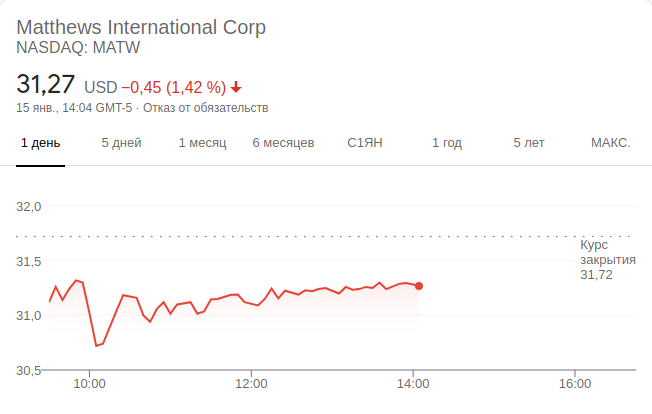 Matthews International Corp
NASDAQ: MATW
31,27 USD −0,45 (1,42 %)
15 янв., 14:04 GMT-5 · Отказ от обязательств
1 день 5 дней 1 месяц 6 месяцев С1ЯН 1 год 5 лет МАКС.
32,0
Курс
закрытия
31,72
31,5
31,0
30,5
10:00 12:00 14:00 16:00